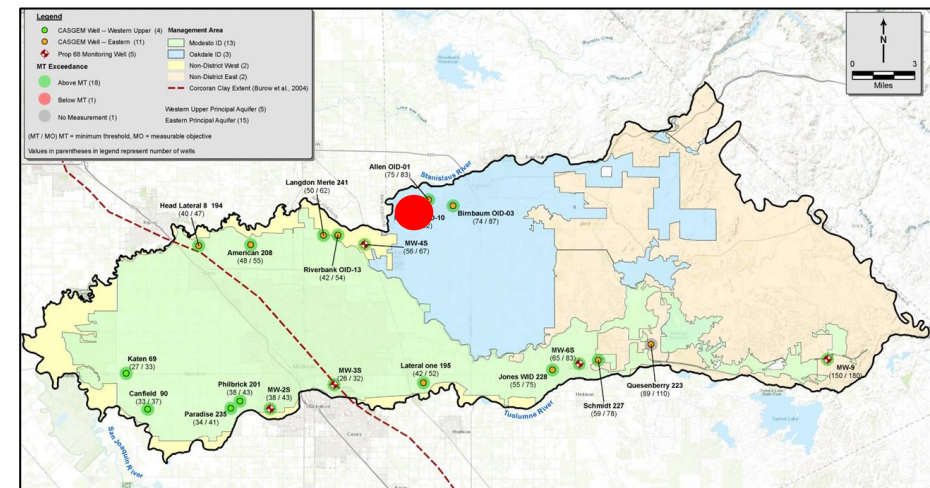 Legend
CASGEM Well -- Western Upper (4)
CASGEM Well -- Eastern (11)
Prop 68 Monitoring Well (5)
MT Exceedance
Above MT (18)
Below MT (1)
No Measurement (1)
Management Area
Modesto ID (13)
Oakdale ID (3)
Non-District West (2)
Non-District East (2)
Corcoran Clay Extent (Burow et al., 2004)
Western Upper Principal Aquifer (5)
Eastern Principal Aquifer (15)
(MT / MO) MT = minimum threshold, MO = measurable objective
Values in parentheses in legend represent number of wells
N
0 3
Miles
Allen OID-01
(75 / 83)
Stanislaus River
Langdon Merle 241
(50 / 62)
Head Lateral 8 194
(40 / 47)
-10
Birnbaum OID-03
(74 / 87)
MW-4S
(56 / 67)
American 208
(48 / 55)
Riverbank OID-13
(42 / 54)
Katen 69
(27 / 33)
Canfield 90
(33 / 37)
Philbrick 201
(38 / 43)
Paradise 235
(34 / 41)
MW-2S
(38 / 43)
MW-3S
(26 / 32)
Lateral one 195
(42 / 52)
MW-6S
(65 / 83)
Jones WID 228
(55 / 75)
Schmidt 227
(59 / 78)
Quesenberry 223
(89 / 110)
MW-9
(150 / 180)
Tuolumne River
San Joaquin River
Ceres